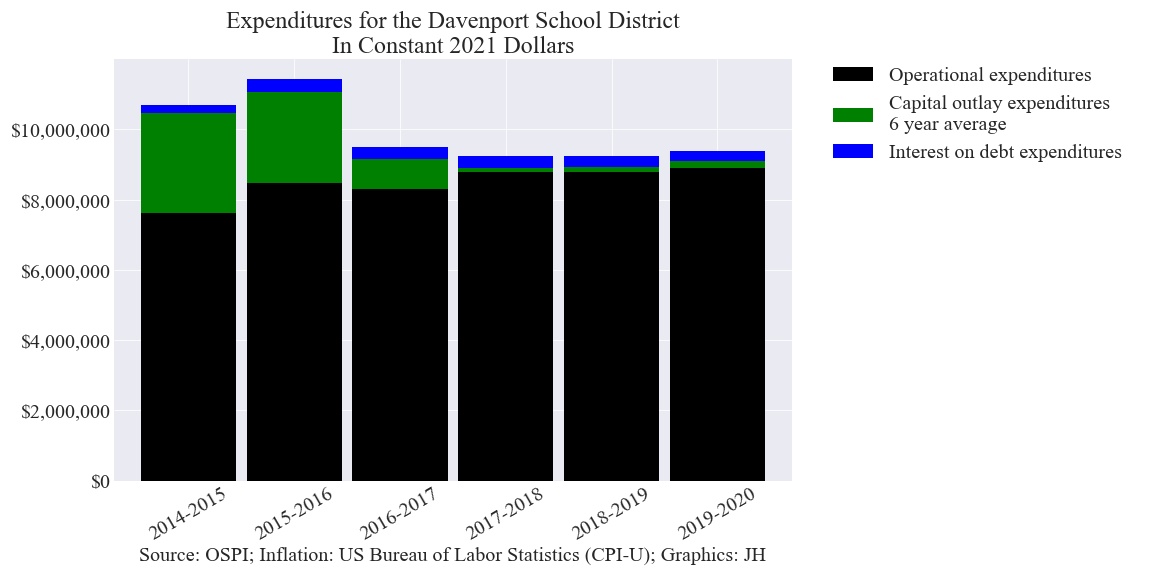 Expenditures for the Davenport School District
In Constant 2021 Dollars
Operational expenditures
Capital outlay expenditures
6 year average
Interest on debt expenditures
$10,000,000
$8,000,000
$6,000,000
$4,000,000
$2,000,000
$0
2014-2015
2015-2016
2016-2017
2017-2018
2018-2019
2019-2020
Source: OSPI; Inflation: US Bureau of Labor Statistics (CPI-U); Graphics: JH